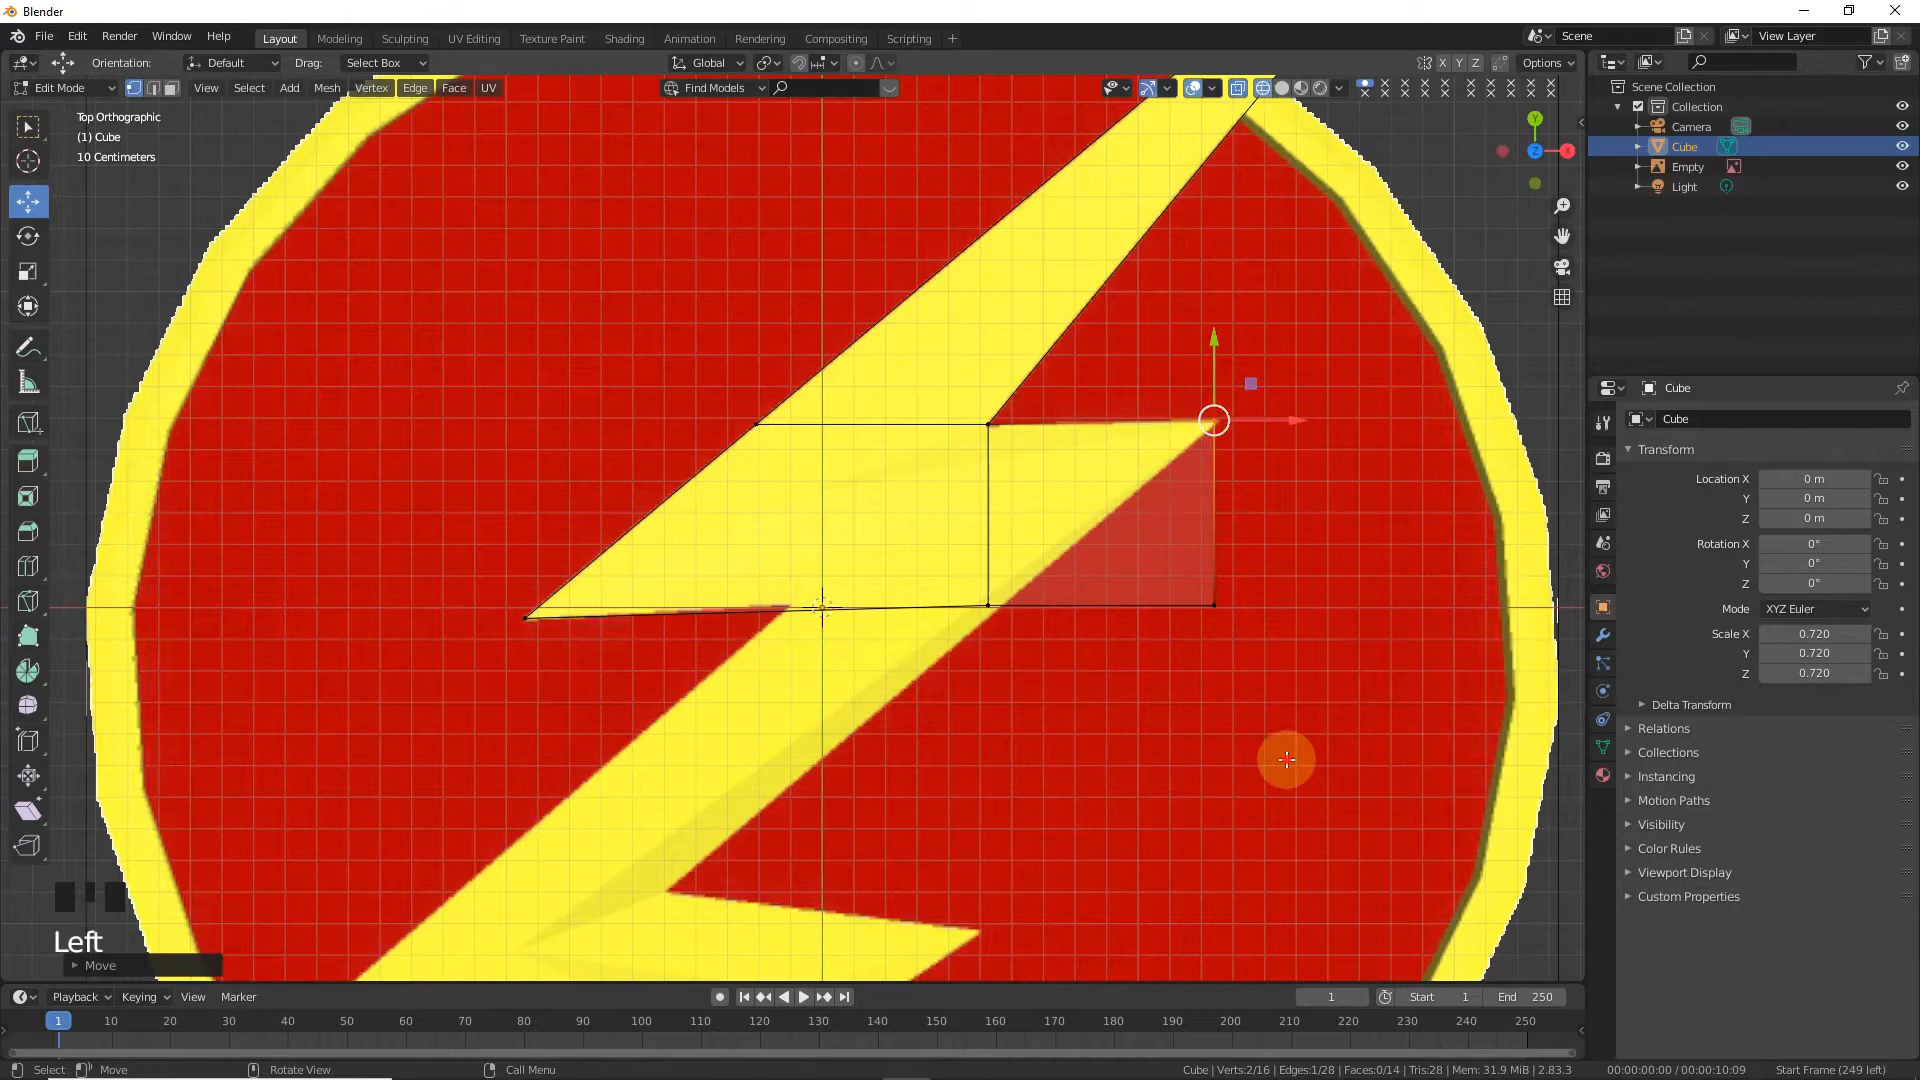 Blender
File Edit Render Window Help Layout Modeling Sculpting UV Editing Texture Paint Shading Animation Rendering Compositing Scripting + Scene View Layer
Orientation: Default Drag: Select Box Global X Y Z Options
Edit Mode View Select Add Mesh Vertex Edge Face UV Find Models
Top Orthographic
(1) Cube
10 Centimeters
Y
X
Z
Scene Collection
Collection
Camera
Cube
Empty
Light
Cube
Cube
Transform
Location X 0 m
Y 0 m
Z 0 m
Rotation X 0°
Y 0°
Z 0°
Mode XYZ Euler
Scale X 0.720
Y 0.720
Z 0.720
Delta Transform
Relations
Collections
Instancing
Motion Paths
Visibility
Color Rules
Viewport Display
Custom Properties
Left
Move
Playback Keying View Marker 1 Start 1 End 250
1 10 20 30 40 50 60 70 80 90 100 110 120 130 140 150 160 170 180 190 200 210 220 230 240 250
Select Move Rotate View Call Menu Cube | Verts:2/16 | Edges:1/28 | Faces:0/14 | Tris:28 | Mem: 31.9 MiB | 2.83.3 00:00:00:00 / 00:00:10:09 Start Frame (249 left)